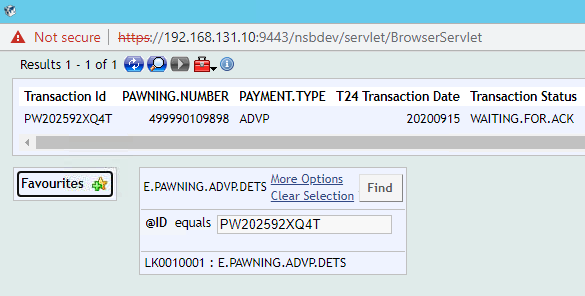 Not secure | https://192.168.131.10:9443/nsbdev/servlet/BrowserServlet
Results 1 - 1 of 1
Transaction Id PAWNING.NUMBER PAYMENT.TYPE T24 Transaction Date Transaction Status
PW202592XQ4T 499990109898 ADVP 20200915 WAITING.FOR.ACK
Favourites
E.PAWNING.ADVP.DETS More Options Find
Clear Selection
@ID equals PW202592XQ4T
LK0010001 : E.PAWNING.ADVP.DETS